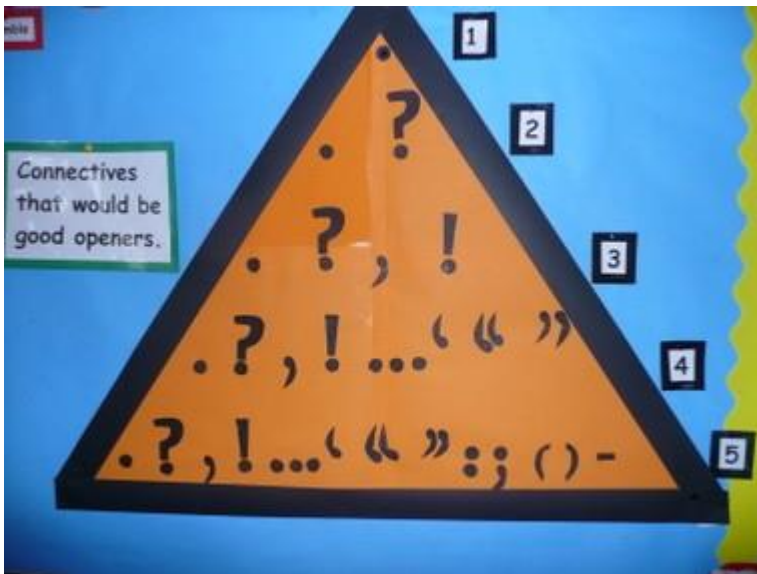 1
.
. ?
2
Connectives
that would be
good openers.
. ? , !
3
. ? , ! ... ‘ “ ”
4
. ? , ! ... ‘ “ ” : ; ( ) -
5